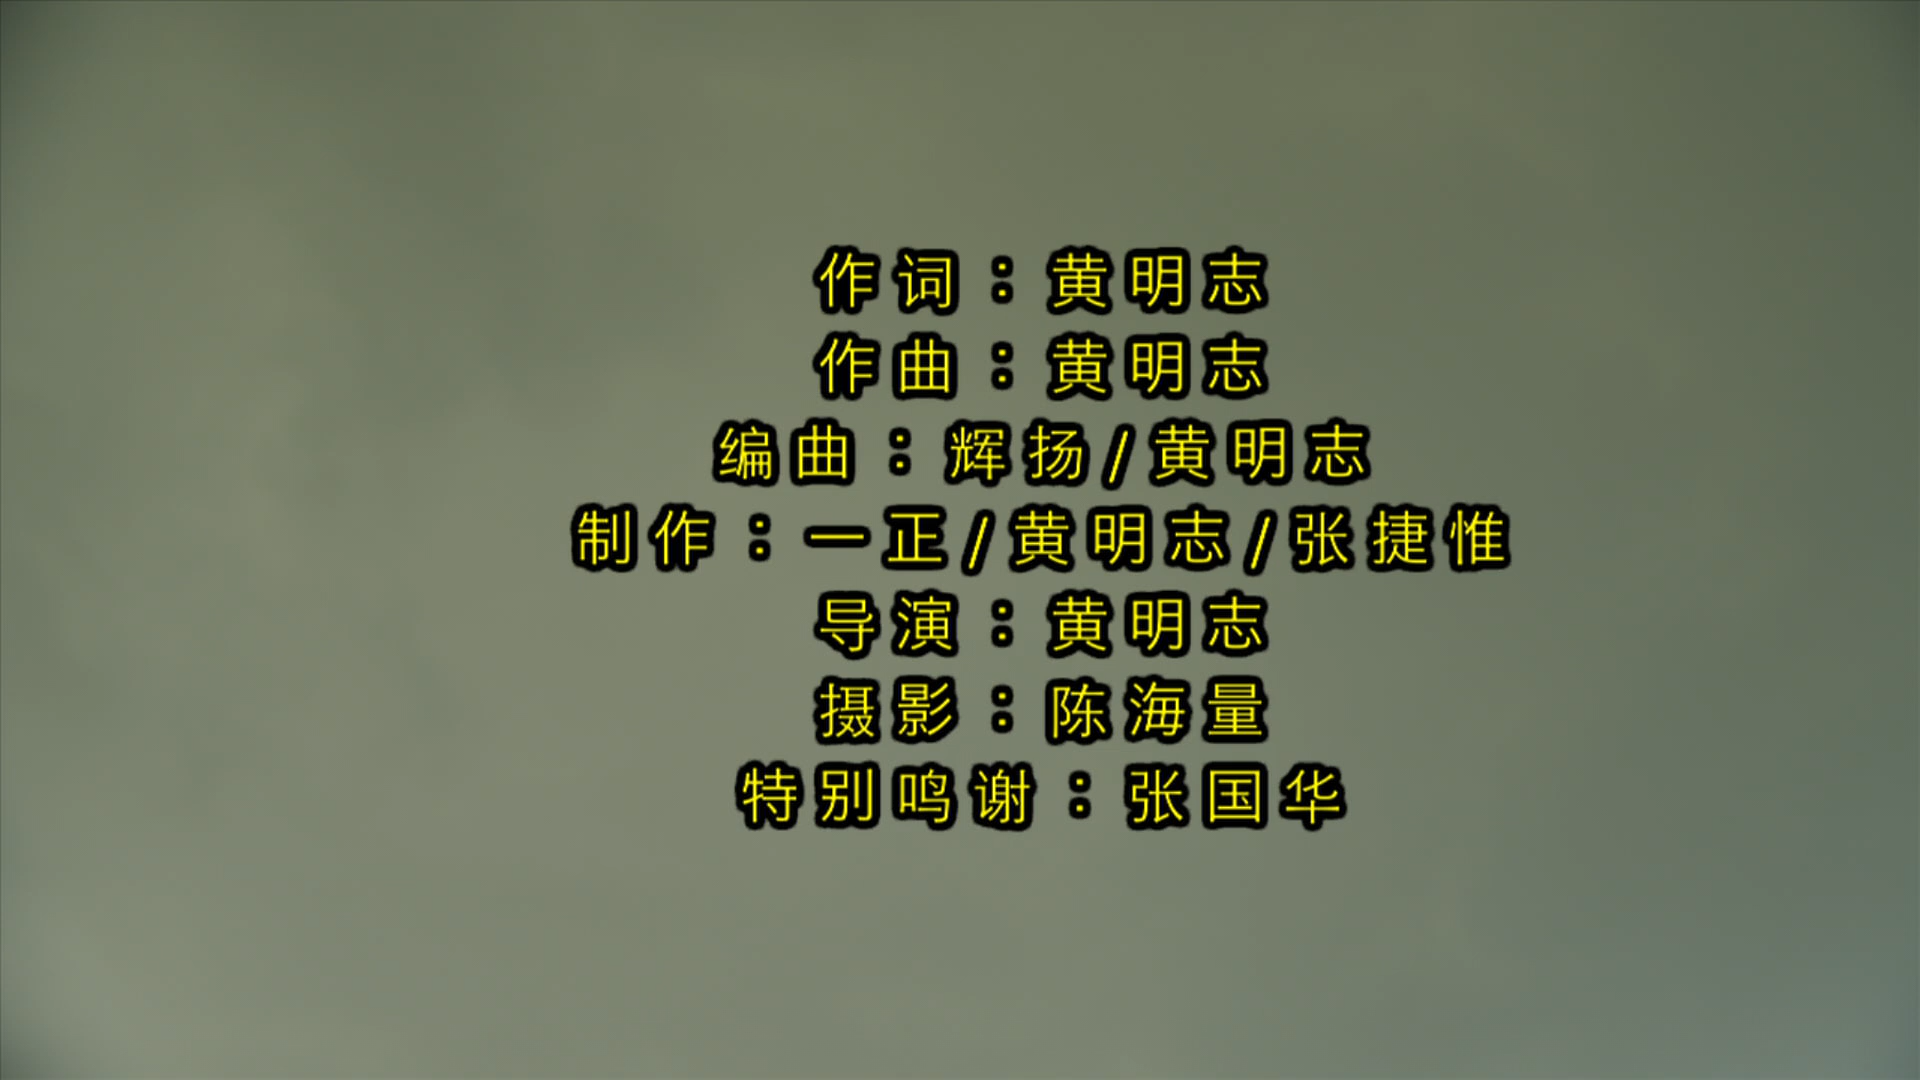 作词：黄明志
作曲：黄明志
编曲：辉扬/黄明志
制作：一正/黄明志/张捷惟
导演：黄明志
摄影：陈海量
特别鸣谢：张国华